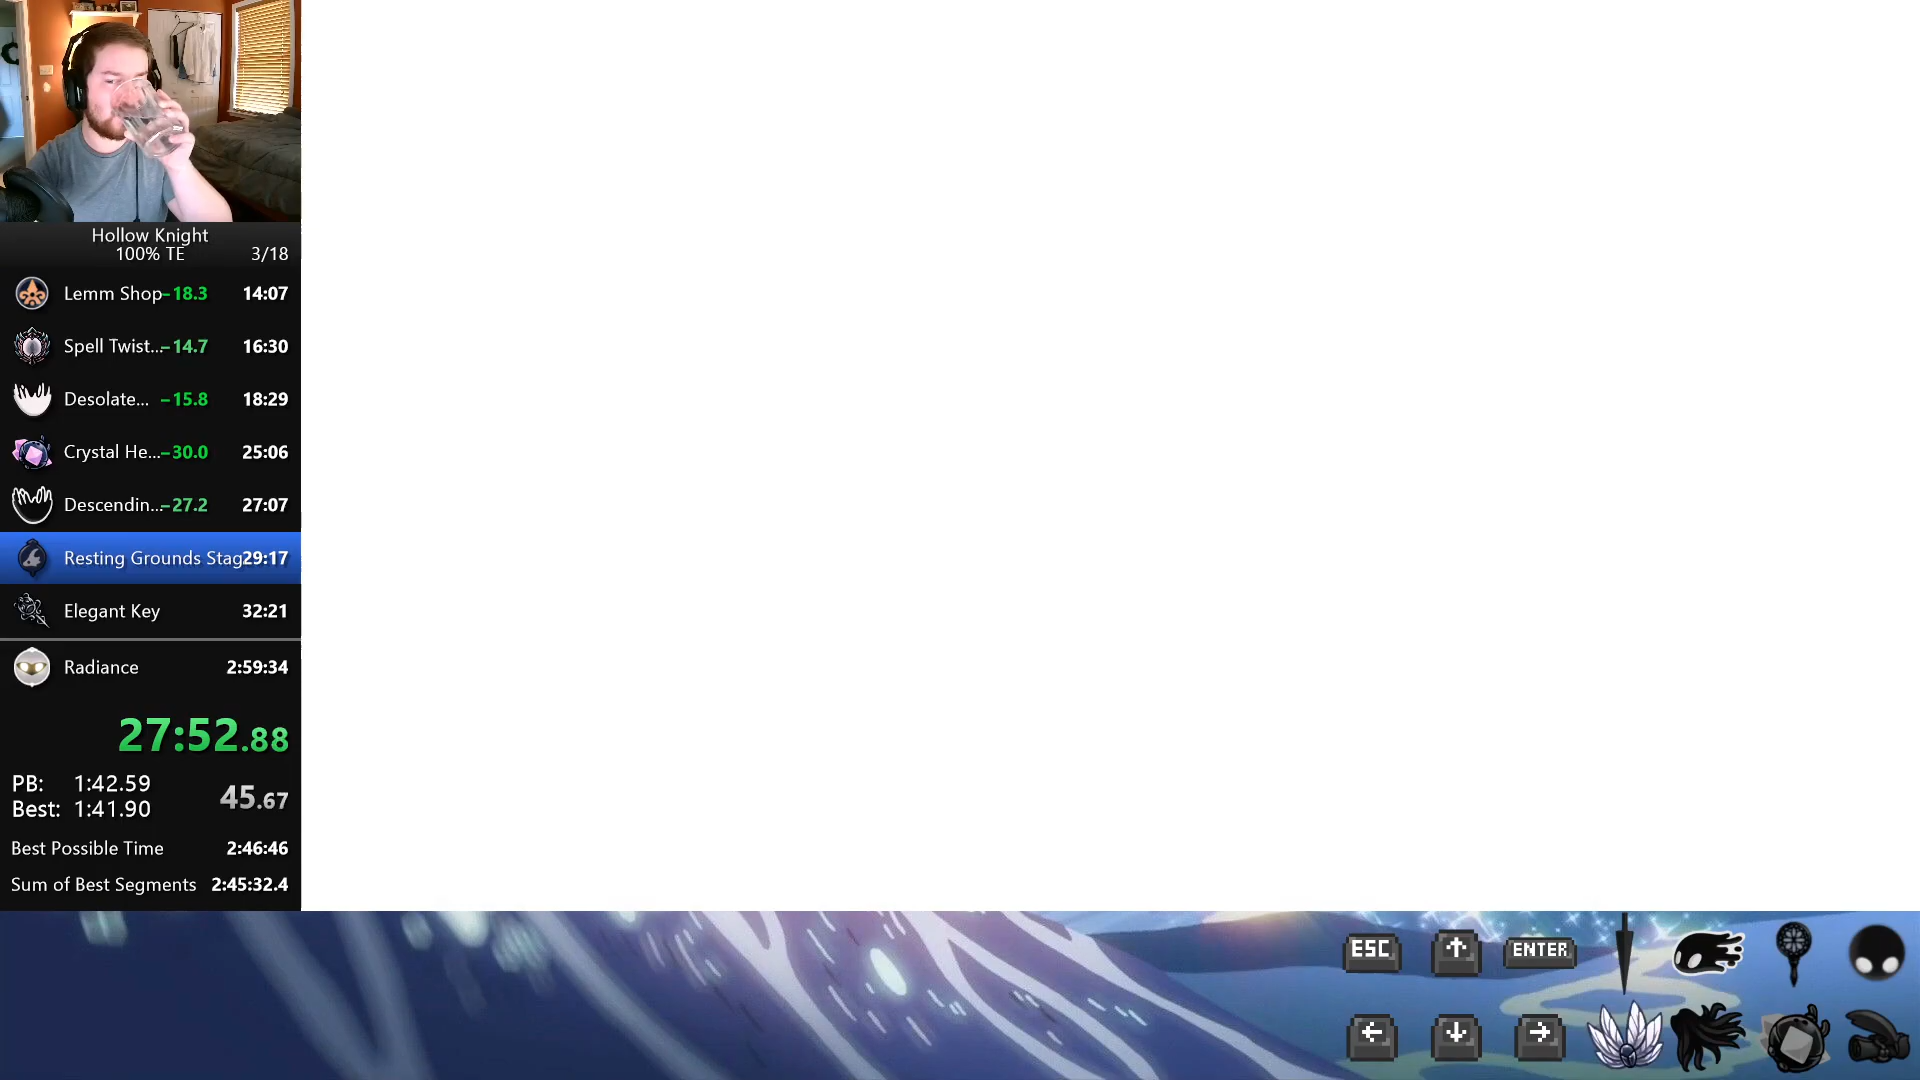 Hollow Knight
100% TE 3/18
Lemm Shop -18.3 14:07
Spell Twist... -14.7 16:30
Desolate... -15.8 18:29
Crystal He... -30.0 25:06
Descendin... -27.2 27:07
Resting Grounds Stag 29:17
Elegant Key 32:21
Radiance 2:59:34
27:52.88
PB: 1:42.59
Best: 1:41.90
45.67
Best Possible Time 2:46:46
Sum of Best Segments 2:45:32.4
ESC ↑ ENTER
← ↓ →